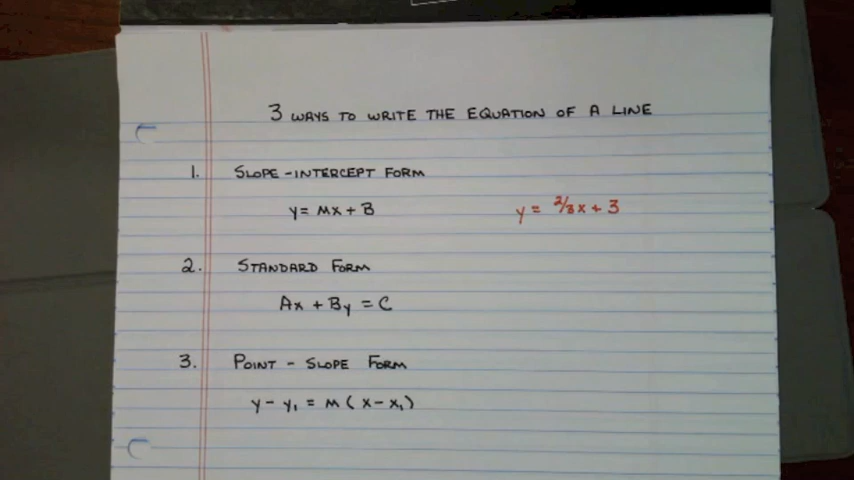 3 WAYS TO WRITE THE EQUATION OF A LINE
1. SLOPE-INTERCEPT FORM
y = mx + B y = 2/3x + 3
2. STANDARD FORM
Ax + By = C
3. POINT - SLOPE FORM
y - y₁ = m(x - x₁)